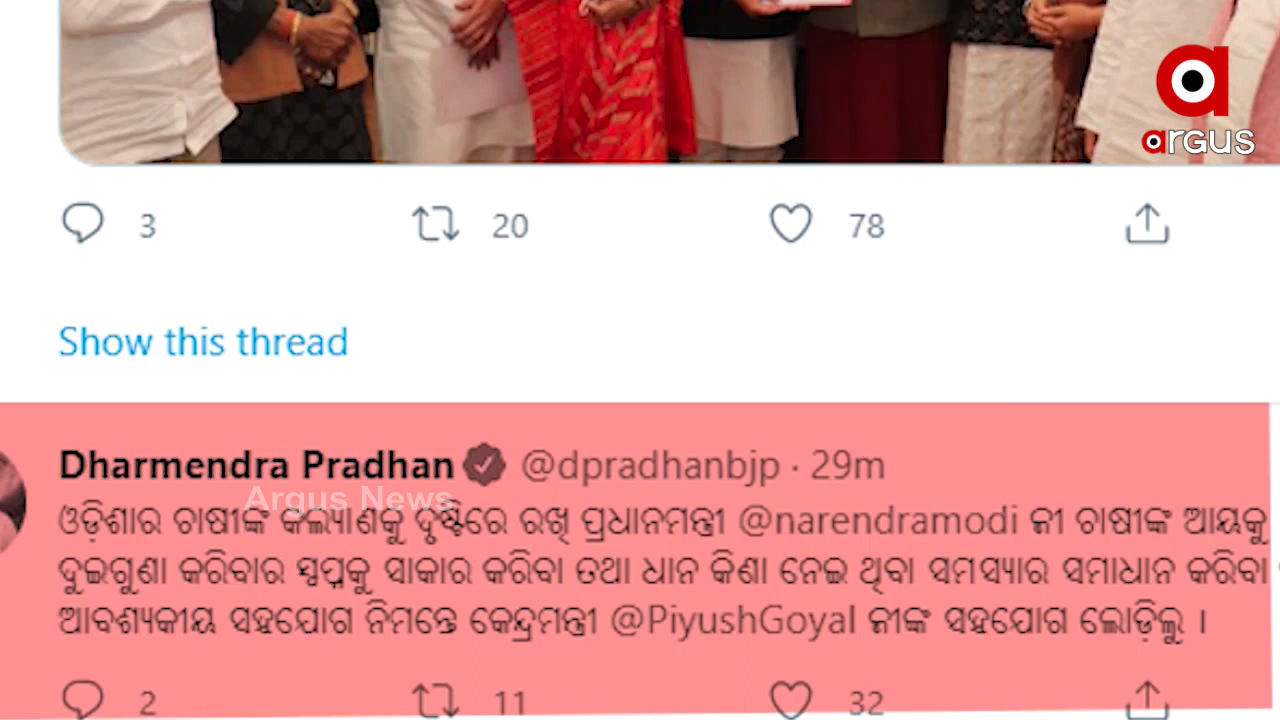 argus
3 20 78
Show this thread
Dharmendra Pradhan @dpradhanbjp · 29m
Argus News
ଓଡ଼ିଶାର ଚାଷୀଙ୍କ କଲ୍ୟାଣକୁ ଦୃଷ୍ଟିରେ ରଖି ପ୍ରଧାନମନ୍ତ୍ରୀ @narendramodi ଜୀ ଚାଷୀଙ୍କ ଆୟକୁ
ଦୁଇଗୁଣା କରିବାର ସ୍ୱପ୍ନକୁ ସାକାର କରିବା ତଥା ଧାନ କିଣା ନେଇ ଥିବା ସମସ୍ୟାର ସମାଧାନ କରିବା
ଆବଶ୍ୟକୀୟ ସହଯୋଗ ନିମନ୍ତେ କେନ୍ଦ୍ରମନ୍ତ୍ରୀ @PiyushGoyal ଜୀଙ୍କ ସହଯୋଗ ଲୋଡ଼ିଲୁ ।
2 11 32